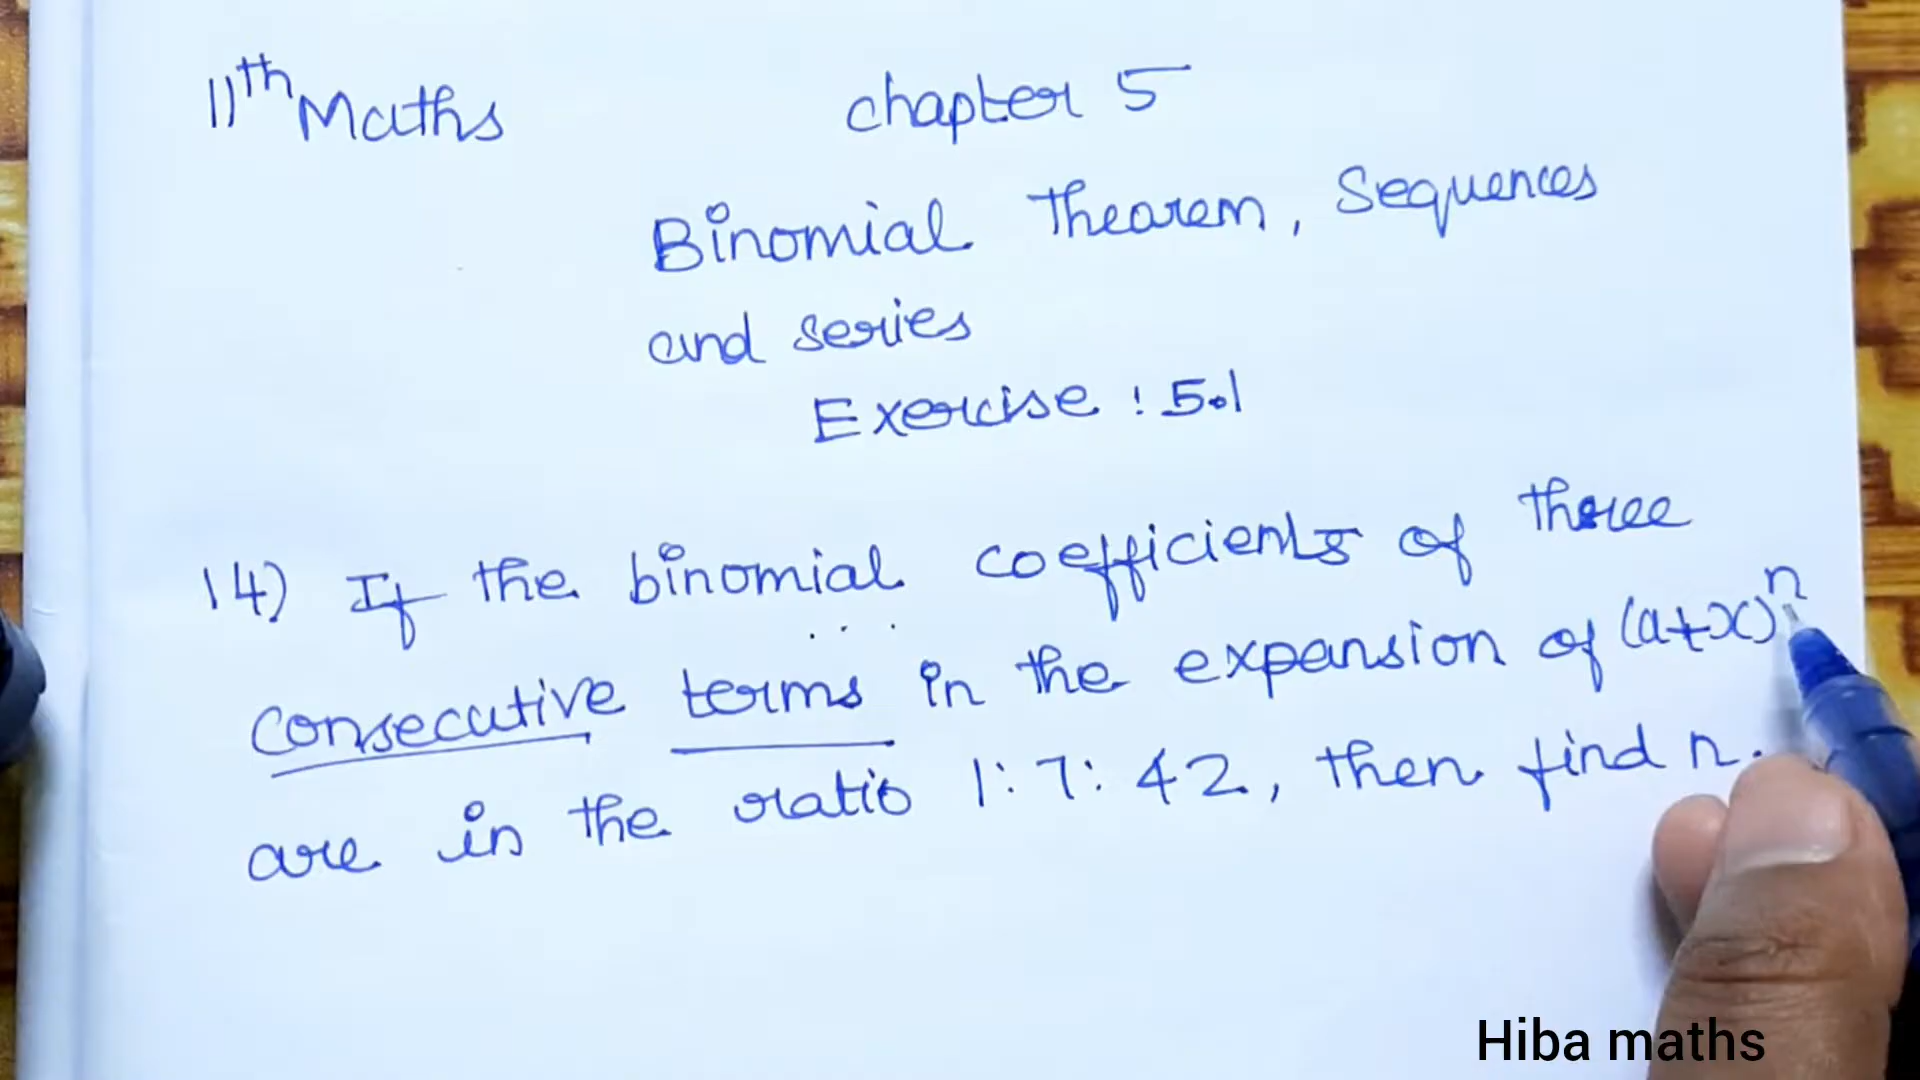 11th Maths chapter 5
Binomial Thearem, Sequences
and series
Exercise : 5.1
14) If the binomial coefficients of three
consecutive terms in the expansion of (a+x)^n
are in the ratio 1:7:42, then find n.
Hiba maths